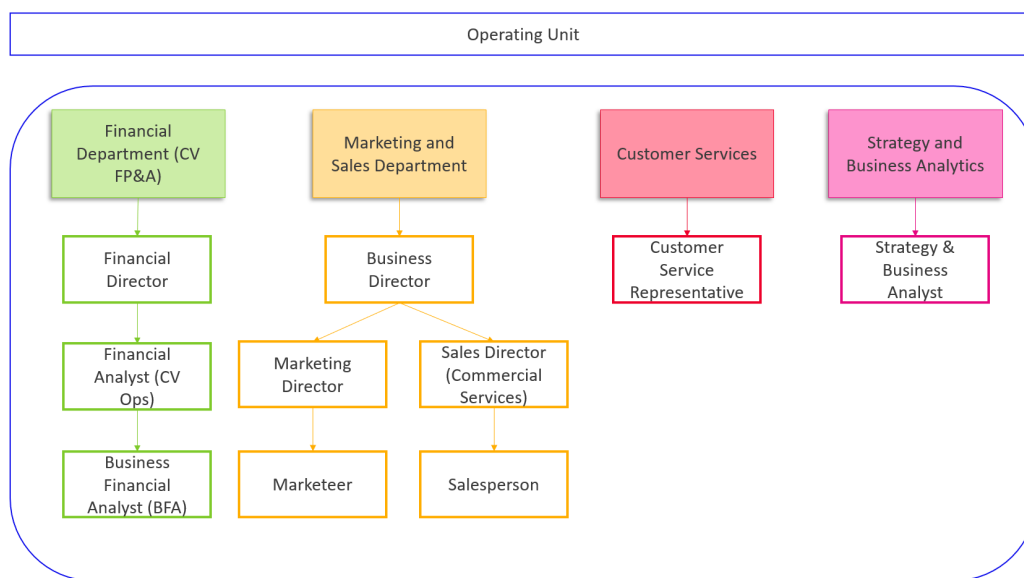 Operating Unit
Financial
Department (CV
FP&A)
Marketing and
Sales Department
Customer Services
Strategy and
Business Analytics
Financial
Director
Business
Director
Customer
Service
Representative
Strategy &
Business
Analyst
Financial
Analyst (CV
Ops)
Marketing
Director
Sales Director
(Commercial
Services)
Business
Financial
Analyst (BFA)
Marketeer
Salesperson